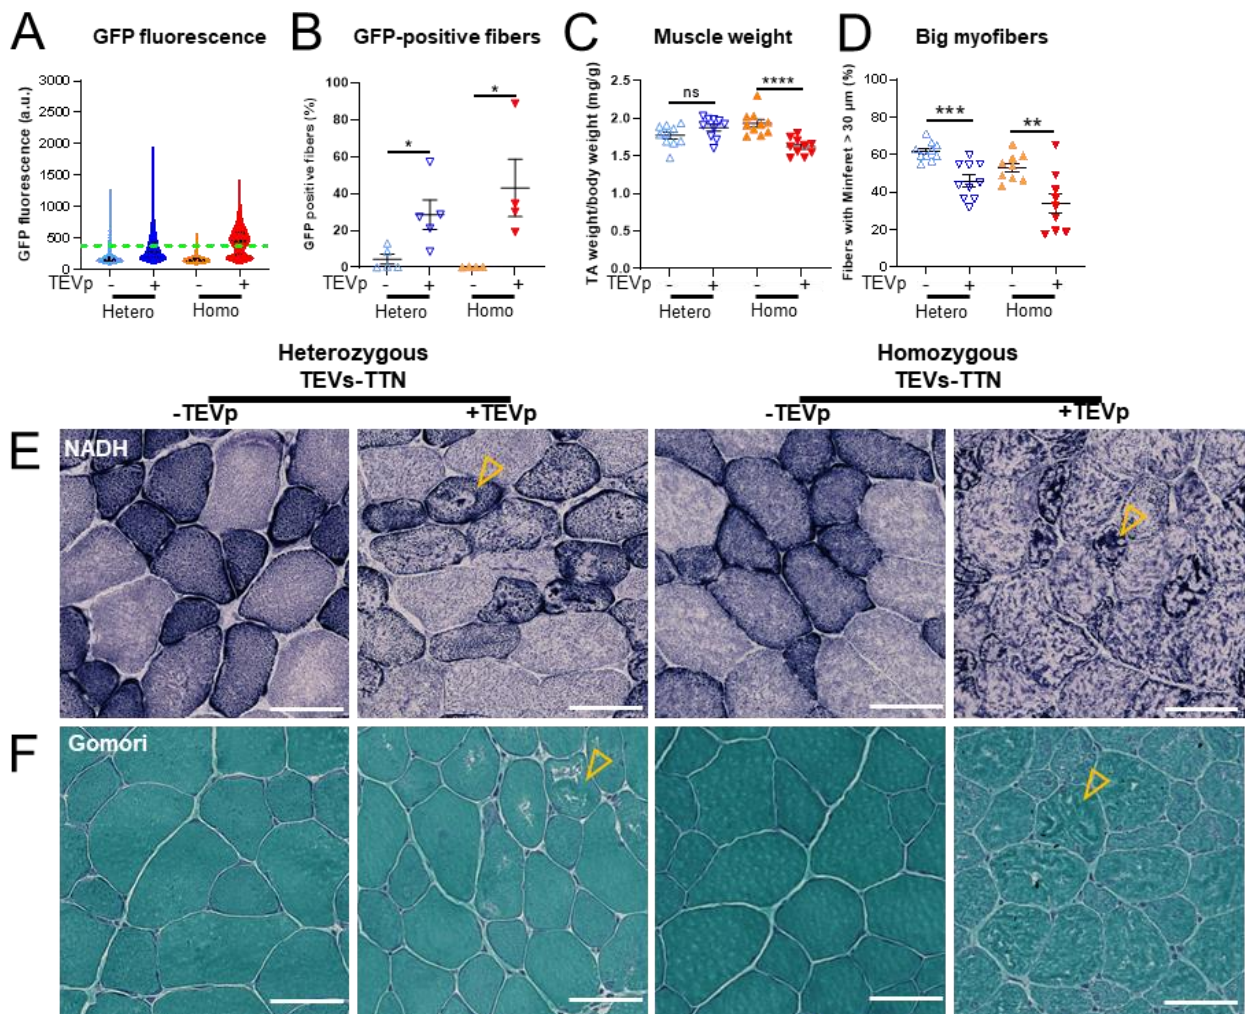 A
GFP fluorescence
GFP fluorescence (a.u.)
3000
2500
2000
1500
1000
500
0
TEVp
- + - +
Hetero Homo
B
GFP-positive fibers
GFP positive fibers (%)
100
80
60
40
20
0
*
*
TEVp
- + - +
Hetero Homo
C
Muscle weight
TA weight/body weight (mg/g)
2.5
2.0
1.5
1.0
0.5
0.0
ns
****
TEVp
- + - +
Hetero Homo
D
Big myofibers
Fibers with Minferet > 30 µm (%)
100
80
60
40
20
0
***
**
TEVp
- + - +
Hetero Homo
Heterozygous
TEVs-TTN
-TEVp +TEVp
Homozygous
TEVs-TTN
-TEVp +TEVp
E
NADH
F
Gomori